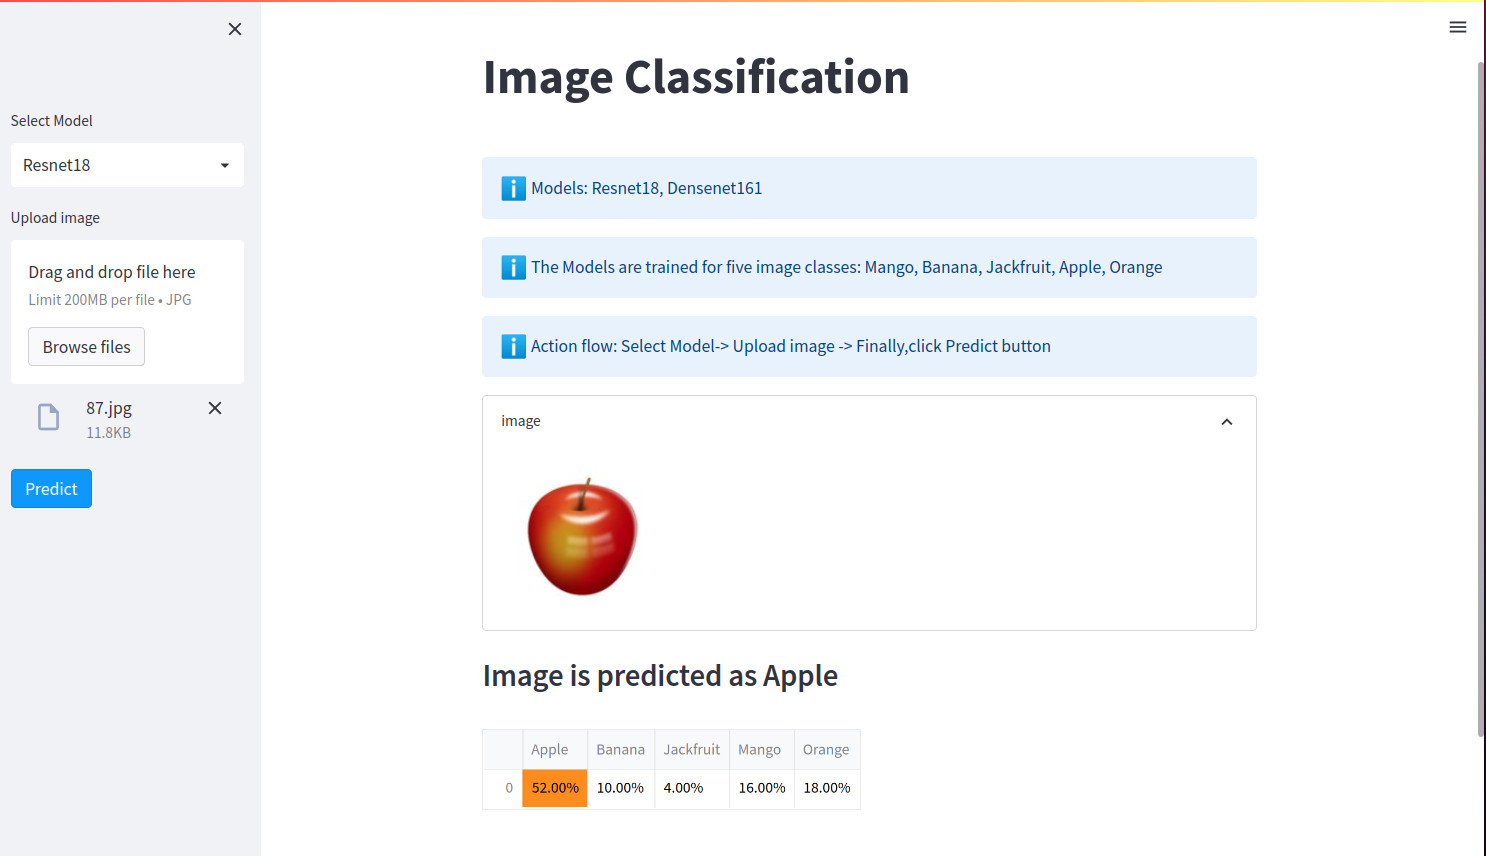 Select Model
Resnet18
Upload image
Drag and drop file here
Limit 200MB per file • JPG
Browse files
87.jpg
11.8KB
Predict
Image Classification
Models: Resnet18, Densenet161
The Models are trained for five image classes: Mango, Banana, Jackfruit, Apple, Orange
Action flow: Select Model-> Upload image -> Finally,click Predict button
image
Image is predicted as Apple
Apple Banana Jackfruit Mango Orange
0 52.00% 10.00% 4.00% 16.00% 18.00%